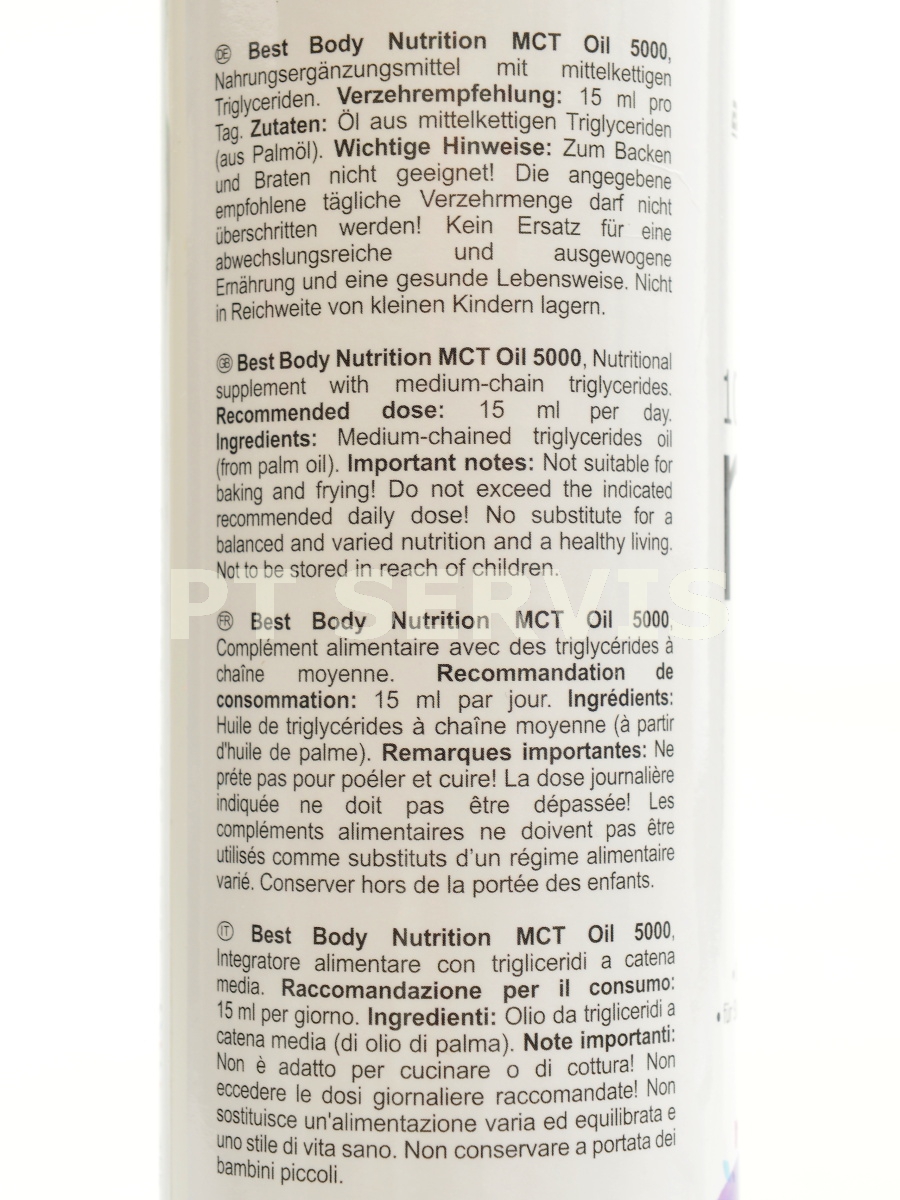 DE Best Body Nutrition MCT Oil 5000,
Nahrungsergänzungsmittel mit mittelkettigen
Triglyceriden. Verzehrempfehlung: 15 ml pro
Tag. Zutaten: Öl aus mittelkettigen Triglyceriden
(aus Palmöl). Wichtige Hinweise: Zum Backen
und Braten nicht geeignet! Die angegebene
empfohlene tägliche Verzehrmenge darf nicht
überschritten werden! Kein Ersatz für eine
abwechslungsreiche und ausgewogene
Ernährung und eine gesunde Lebensweise. Nicht
in Reichweite von kleinen Kindern lagern.
GB Best Body Nutrition MCT Oil 5000, Nutritional
supplement with medium-chain triglycerides.
Recommended dose: 15 ml per day.
Ingredients: Medium-chained triglycerides oil
(from palm oil). Important notes: Not suitable for
baking and frying! Do not exceed the indicated
recommended daily dose! No substitute for a
balanced and varied nutrition and a healthy living.
Not to be stored in reach of children.
PT SERVIS
FR Best Body Nutrition MCT Oil 5000,
Complément alimentaire avec des triglycérides à
chaîne moyenne. Recommandation de
consommation: 15 ml par jour. Ingrédients:
Huile de triglycérides à chaîne moyenne (à partir
d'huile de palme). Remarques importantes: Ne
préte pas pour poéler et cuire! La dose journalière
indiquée ne doit pas être dépassée! Les
compléments alimentaires ne doivent pas être
utilisés comme substituts d’un régime alimentaire
varié. Conserver hors de la portée des enfants.
IT Best Body Nutrition MCT Oil 5000,
Integratore alimentare con trigliceridi a catena
media. Raccomandazione per il consumo:
15 ml per giorno. Ingredienti: Olio da trigliceridi a
catena media (di olio di palma). Note importanti:
Non è adatto per cucinare o di cottura! Non
eccedere le dosi giornaliere raccomandate! Non
sostituisce un'alimentazione varia ed equilibrata e
uno stile di vita sano. Non conservare a portata dei
bambini piccoli.